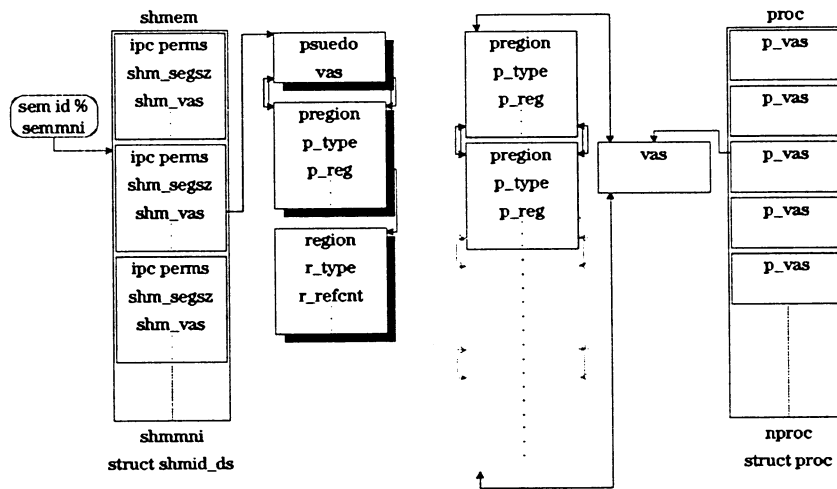 shmem
ipc perms
shm_segsz
shm_vas
ipc perms
shm_segsz
shm_vas
ipc perms
shm_segsz
shm_vas
shmmni
struct shmid_ds
sem id %
semmni
psuedo
vas
pregion
p_type
p_reg
region
r_type
r_refcnt
pregion
p_type
p_reg
pregion
p_type
p_reg
vas
proc
p_vas
p_vas
p_vas
p_vas
p_vas
nproc
struct proc